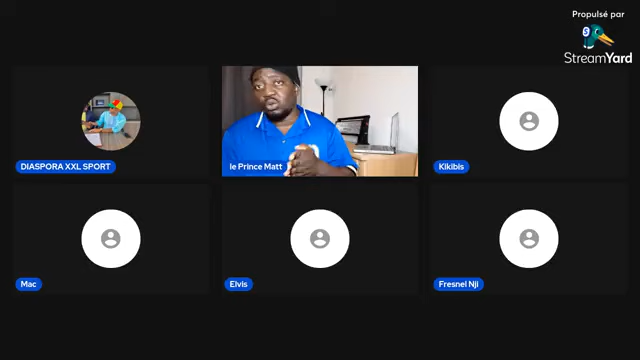 Propulsé par
StreamYard
DIASPORA XXL SPORT
le Prince Matt
Kikibis
Mac
Elvis
Fresnel Nji